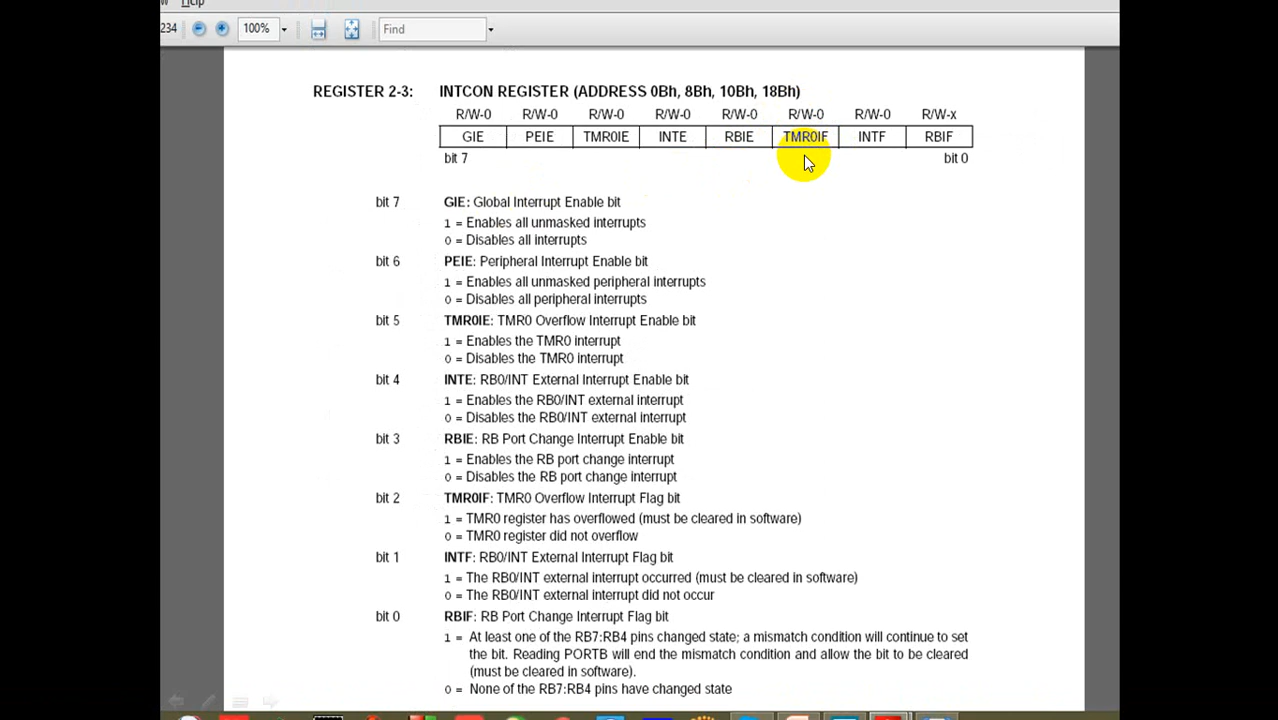 Help
234 100% Find
REGISTER 2-3: INTCON REGISTER (ADDRESS 0Bh, 8Bh, 10Bh, 18Bh)
R/W-0 R/W-0 R/W-0 R/W-0 R/W-0 R/W-0 R/W-0 R/W-x
GIE PEIE TMR0IE INTE RBIE TMR0IF INTF RBIF
bit 7 bit 0
bit 7 GIE: Global Interrupt Enable bit
1 = Enables all unmasked interrupts
0 = Disables all interrupts
bit 6 PEIE: Peripheral Interrupt Enable bit
1 = Enables all unmasked peripheral interrupts
0 = Disables all peripheral interrupts
bit 5 TMR0IE: TMR0 Overflow Interrupt Enable bit
1 = Enables the TMR0 interrupt
0 = Disables the TMR0 interrupt
bit 4 INTE: RB0/INT External Interrupt Enable bit
1 = Enables the RB0/INT external interrupt
0 = Disables the RB0/INT external interrupt
bit 3 RBIE: RB Port Change Interrupt Enable bit
1 = Enables the RB port change interrupt
0 = Disables the RB port change interrupt
bit 2 TMR0IF: TMR0 Overflow Interrupt Flag bit
1 = TMR0 register has overflowed (must be cleared in software)
0 = TMR0 register did not overflow
bit 1 INTF: RB0/INT External Interrupt Flag bit
1 = The RB0/INT external interrupt occurred (must be cleared in software)
0 = The RB0/INT external interrupt did not occur
bit 0 RBIF: RB Port Change Interrupt Flag bit
1 = At least one of the RB7:RB4 pins changed state; a mismatch condition will continue to set
the bit. Reading PORTB will end the mismatch condition and allow the bit to be cleared
(must be cleared in software).
0 = None of the RB7:RB4 pins have changed state